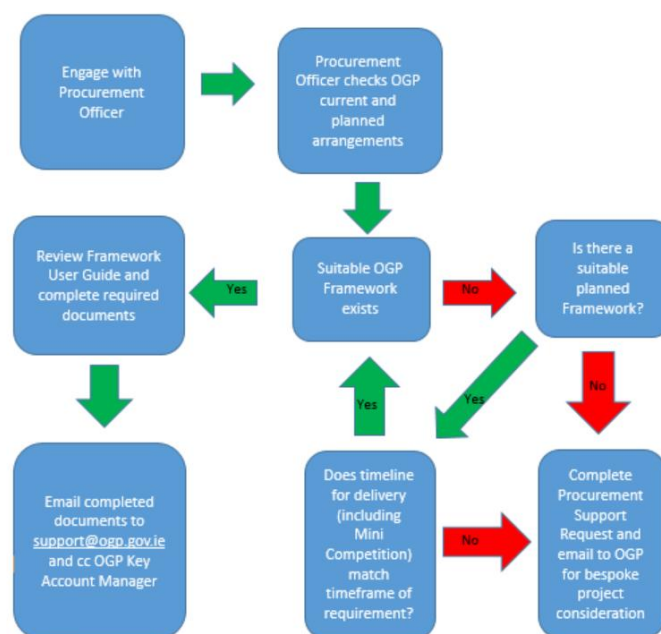 Engage with
Procurement
Officer
Procurement
Officer checks OGP
current and
planned
arrangements
Review Framework
User Guide and
complete required
documents
Yes
Suitable OGP
Framework
exists
No
Is there a
suitable
planned
Framework?
Yes
Yes
No
Email completed
documents to
support@ogp.gov.ie
and cc OGP Key
Account Manager
Does timeline
for delivery
(including
Mini
Competition)
match
timeframe of
requirement?
No
Complete
Procurement
Support
Request and
email to OGP
for bespoke
project
consideration